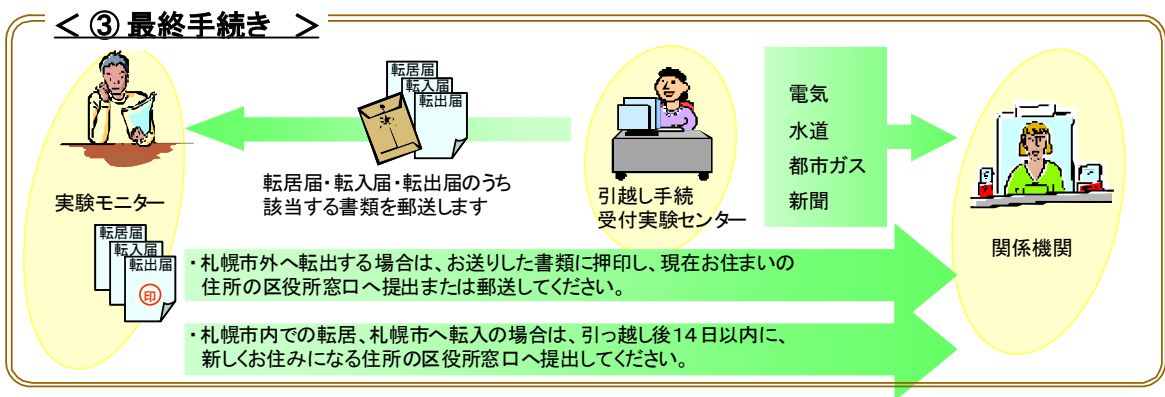 ＜ ③ 最終手続き ＞
転居届
転入届
転出届
電気
水道
都市ガス
新聞
実験モニター
転居届・転入届・転出届のうち
該当する書類を郵送します
引越し手続
受付実験センター
関係機関
転居届
転入届
転出届
印
・札幌市外へ転出する場合は、お送りした書類に押印し、現在お住まいの
住所の区役所窓口へ提出または郵送してください。
・札幌市内での転居、札幌市へ転入の場合は、引っ越し後14日以内に、
新しくお住みになる住所の区役所窓口へ提出してください。